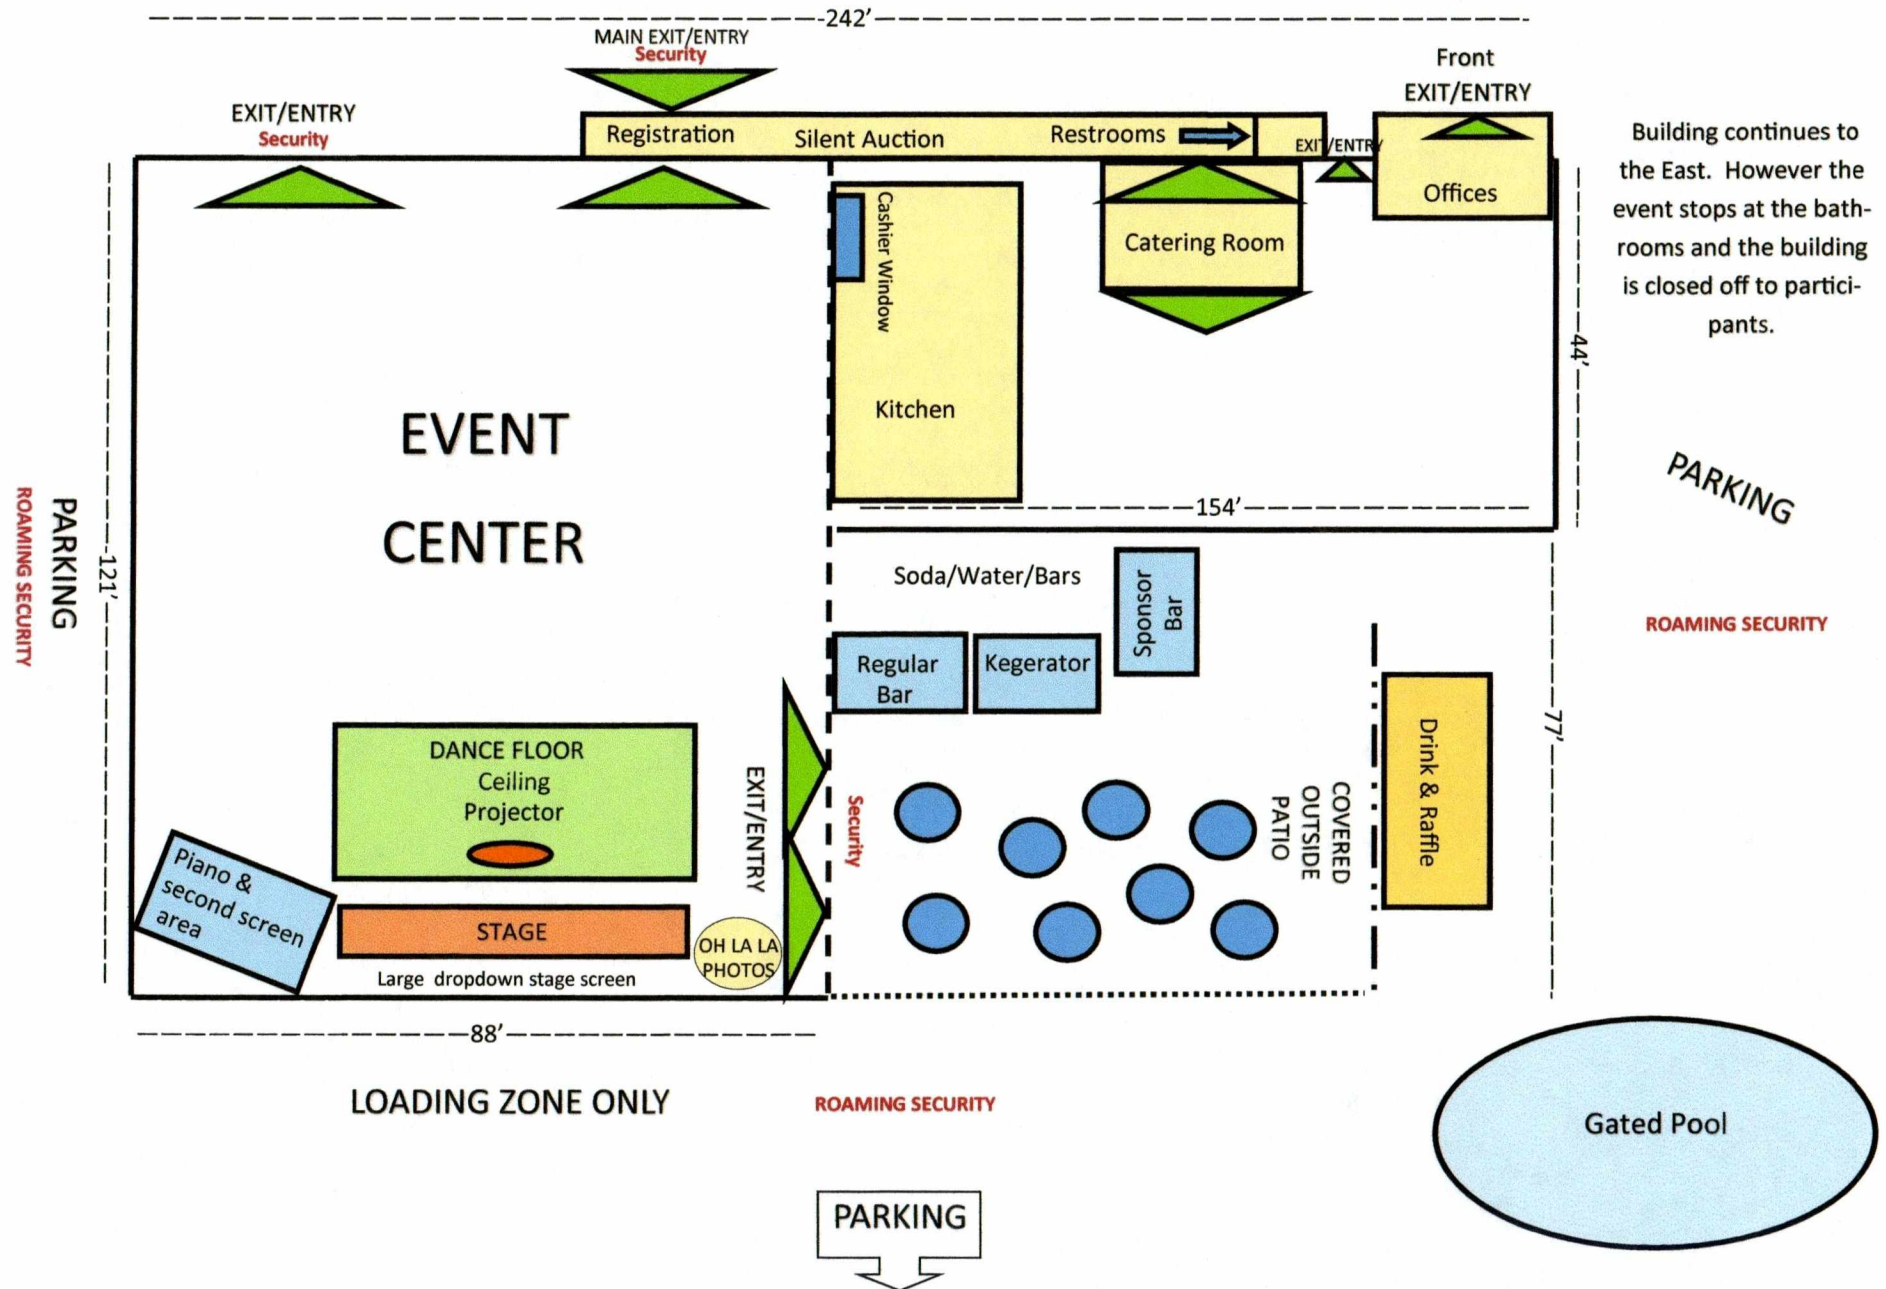 -242’
MAIN EXIT/ENTRY
Security
Front
EXIT/ENTRY
EXIT/ENTRY
Security
Registration
Silent Auction
Restrooms
EXIT/ENTRY
Offices
Building continues to
the East. However the
event stops at the bath-
rooms and the building
is closed off to partici-
pants.
Cashier Window
Catering Room
44’
Kitchen
EVENT
CENTER
154’
PARKING
PARKING
ROAMING SECURITY
121’
Soda/Water/Bars
Sponsor
Bar
Regular
Bar
Kegerator
ROAMING SECURITY
77’
DANCE FLOOR
Ceiling
Projector
EXIT/ENTRY
Security
COVERED
OUTSIDE
PATIO
Drink & Raffle
Piano &
second screen
area
STAGE
OH LA LA
PHOTOS
Large dropdown stage screen
88’
LOADING ZONE ONLY
ROAMING SECURITY
Gated Pool
PARKING